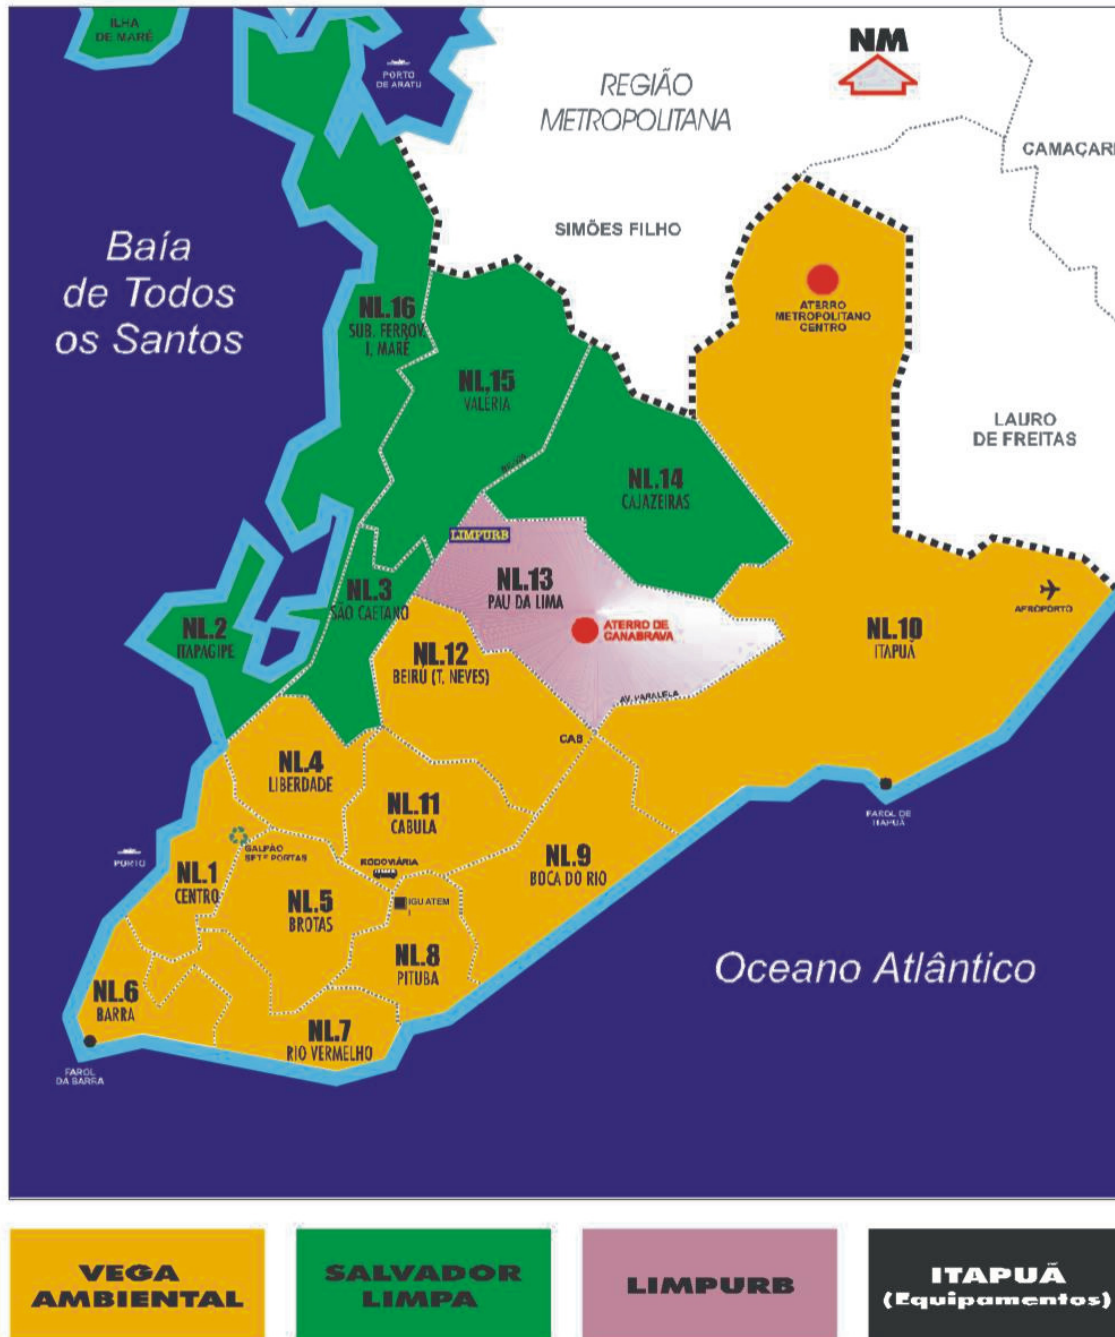 ILHA
DE MARÉ
PORTO
DE ARATU
NM
REGIÃO
METROPOLITANA
CAMAÇARI
SIMÕES FILHO
Baía
de Todos
os Santos
ATERRO
METROPOLITANO
CENTRO
NL.16
SUB. FERROV.
I. MARÉ
NL.15
VALERIA
LAURO
DE FREITAS
NL.14
CAJAZEIRAS
LIMPURB
NL.13
PAU DA LIMA
NL.3
SÃO CAETANO
AEROPORTO
NL.2
ITAPAGIPE
ATERRO DE
CANABRAVA
NL.10
ITAPUÃ
NL.12
BEIRÚ (T. NEVES)
AV. PARALELA
CAB
NL.4
LIBERDADE
NL.11
CABULA
FAROL DE
ITAPUÃ
GALPÃO
SETE PORTAS
PORTO
RODOVIÁRIA
NL.9
BOCA DO RIO
NL.1
CENTRO
NL.5
BROTAS
IGUATEM
I
NL.8
PITUBA
Oceano Atlântico
NL.6
BARRA
NL.7
RIO VERMELHO
FAROL
DA BARRA
VEGA
AMBIENTAL
SALVADOR
LIMPA
LIMPURB
ITAPUÃ
(Equipamentos)